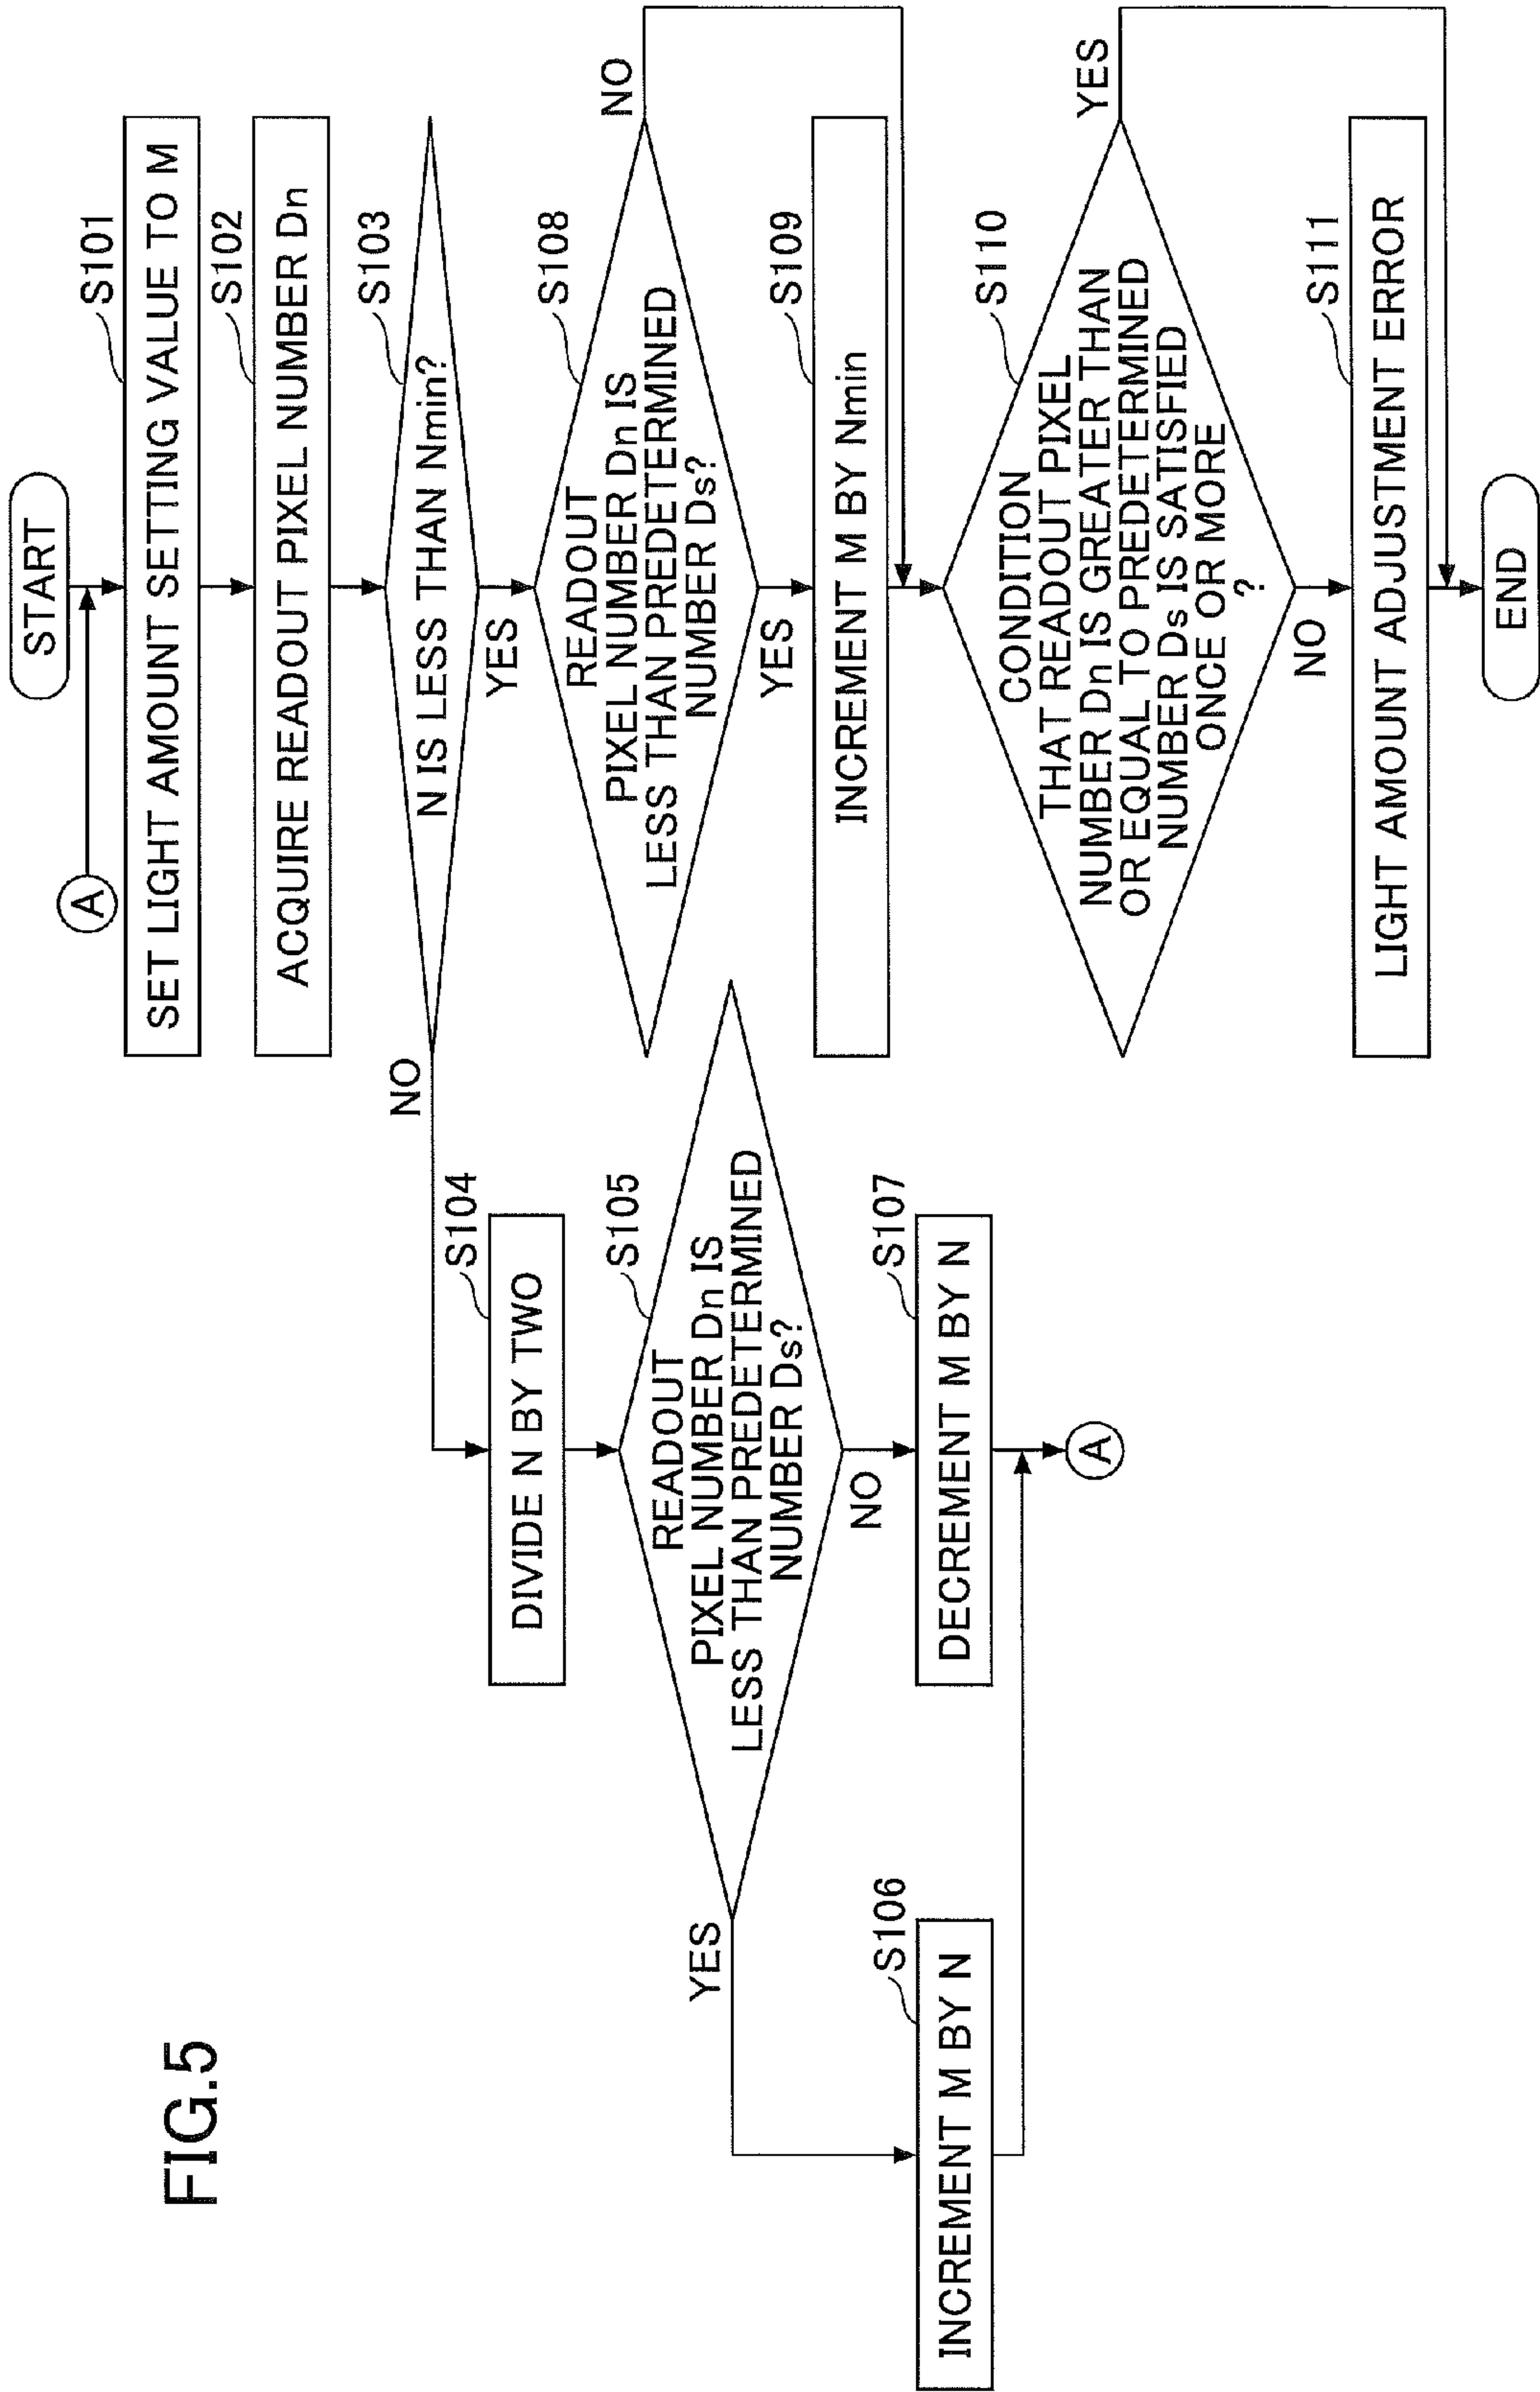 FIG.5
START
A
S101
SET LIGHT AMOUNT SETTING VALUE TO M
S102
ACQUIRE READOUT PIXEL NUMBER Dn
S103
N IS LESS THAN Nmin?
NO
YES
S104
DIVIDE N BY TWO
S105
READOUT
PIXEL NUMBER Dn IS
LESS THAN PREDETERMINED
NUMBER Ds?
YES
NO
S106
INCREMENT M BY N
S107
DECREMENT M BY N
A
S108
READOUT
PIXEL NUMBER Dn IS
LESS THAN PREDETERMINED
NUMBER Ds?
NO
YES
S109
INCREMENT M BY Nmin
S110
CONDITION
THAT READOUT PIXEL
NUMBER Dn IS GREATER THAN
OR EQUAL TO PREDETERMINED
NUMBER Ds IS SATISFIED
ONCE OR MORE
?
YES
NO
S111
LIGHT AMOUNT ADJUSTMENT ERROR
END